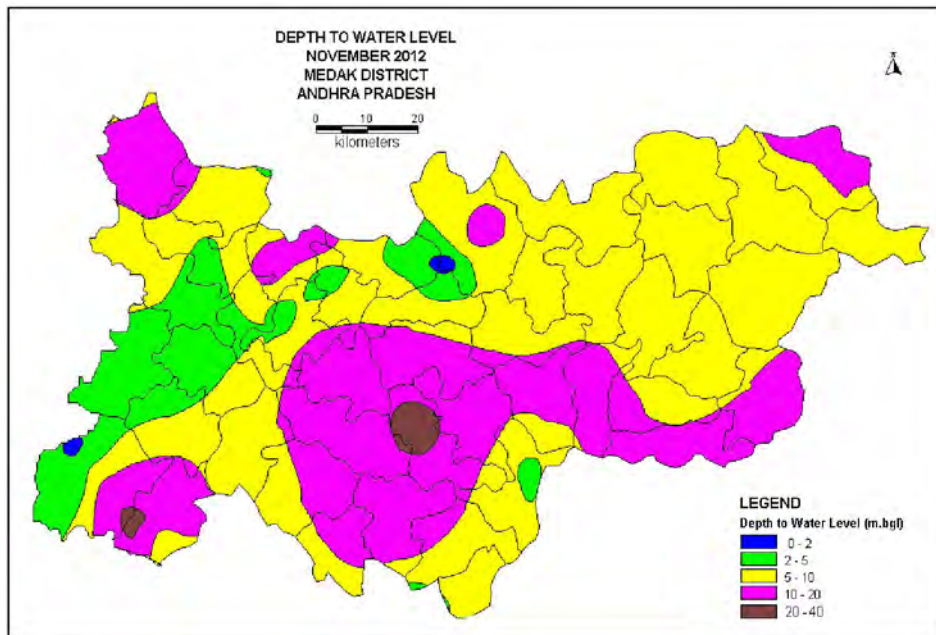 DEPTH TO WATER LEVEL
NOVEMBER 2012
MEDAK DISTRICT
ANDHRA PRADESH
0 10 20
kilometers
LEGEND
Depth to Water Level (m.bgl)
0 - 2
2 - 5
5 - 10
10 - 20
20 - 40